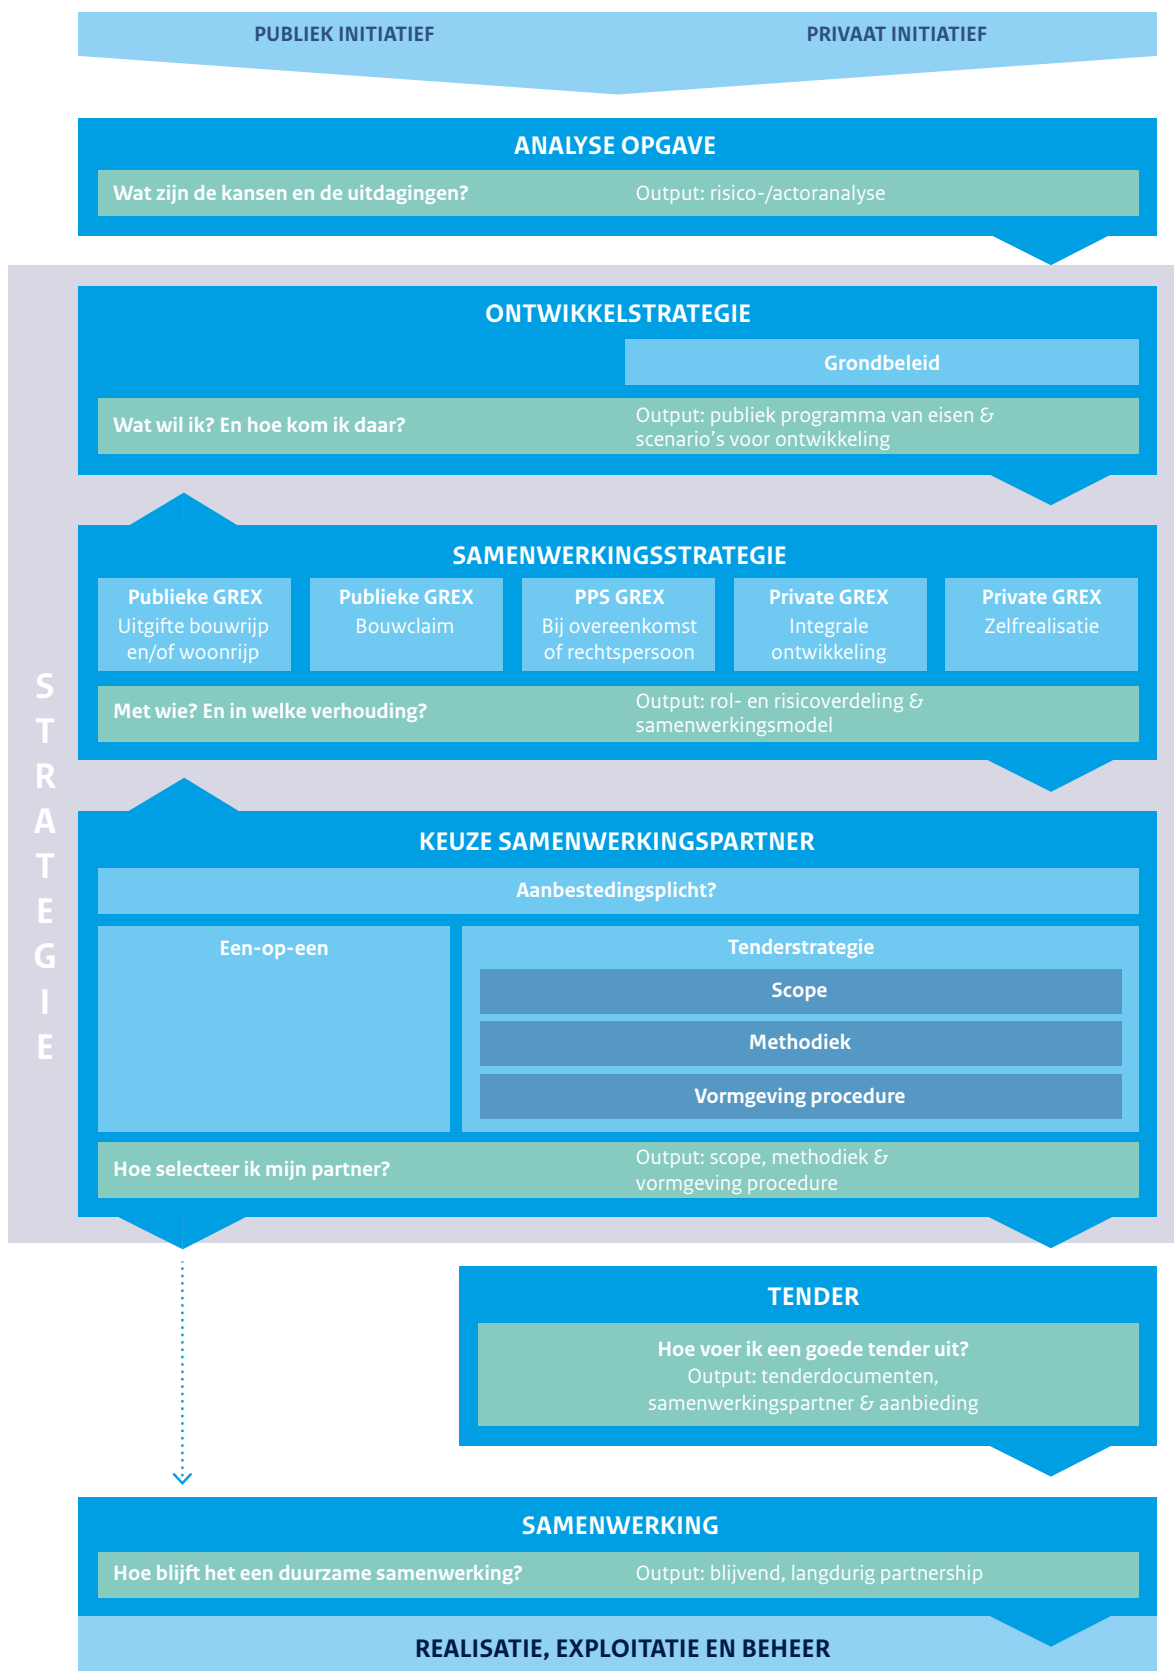 PUBLIEK INITIATIEF
PRIVAAT INITIATIEF
ANALYSE OPGAVE
Wat zijn de kansen en de uitdagingen?
Output: risico-/actoranalyse
STRATEGIE
ONTWIKKELSTRATEGIE
Grondbeleid
Wat wil ik? En hoe kom ik daar?
Output: publiek programma van eisen &
scenario’s voor ontwikkeling
SAMENWERKINGSSTRATEGIE
Publieke GREX
Uitgifte bouwrijp
en/of woonrijp
Publieke GREX
Bouwclaim
PPS GREX
Bij overeenkomst
of rechtspersoon
Private GREX
Integrale
ontwikkeling
Private GREX
Zelfrealisatie
Met wie? En in welke verhouding?
Output: rol- en risicoverdeling &
samenwerkingsmodel
KEUZE SAMENWERKINGSPARTNER
Aanbestedingsplicht?
Een-op-een
Tenderstrategie
Scope
Methodiek
Vormgeving procedure
Hoe selecteer ik mijn partner?
Output: scope, methodiek &
vormgeving procedure
TENDER
Hoe voer ik een goede tender uit?
Output: tenderdocumenten,
samenwerkingspartner & aanbieding
SAMENWERKING
Hoe blijft het een duurzame samenwerking?
Output: blijvend, langdurig partnership
REALISATIE, EXPLOITATIE EN BEHEER